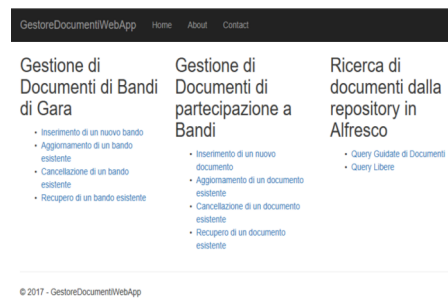 GestoreDocumentiWebApp Home About Contact
Gestione di
Documenti di Bandi
di Gara
Inserimento di un nuovo bando
Aggiornamento di un bando
esistente
Cancellazione di un bando
esistente
Recupero di un bando esistente
Gestione di
Documenti di
partecipazione a
Bandi
Inserimento di un nuovo
documento
Aggiornamento di un documento
esistente
Cancellazione di un documento
esistente
Recupero di un documento
esistente
Ricerca di
documenti dalla
repository in
Alfresco
Query Guidate di Documenti
Query Libere
© 2017 - GestoreDocumentiWebApp